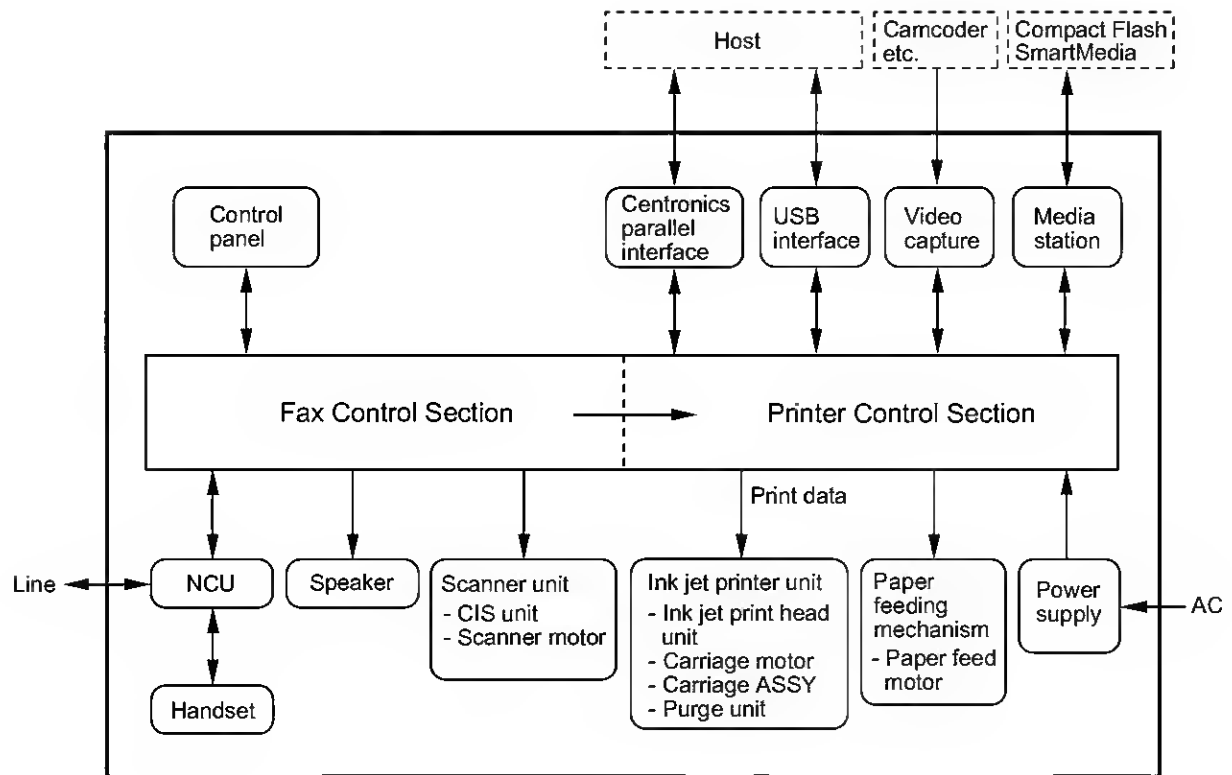 Host
Camcoder
etc.
Compact Flash
SmartMedia
Control
panel
Centronics
parallel
interface
USB
interface
Video
capture
Media
station
Fax Control Section
Printer Control Section
Print data
Line
NCU
Speaker
Scanner unit
- CIS unit
- Scanner motor
Ink jet printer unit
- Ink jet print head
unit
- Carriage motor
- Carriage ASSY
- Purge unit
Paper
feeding
mechanism
- Paper feed
motor
Power
supply
AC
Handset